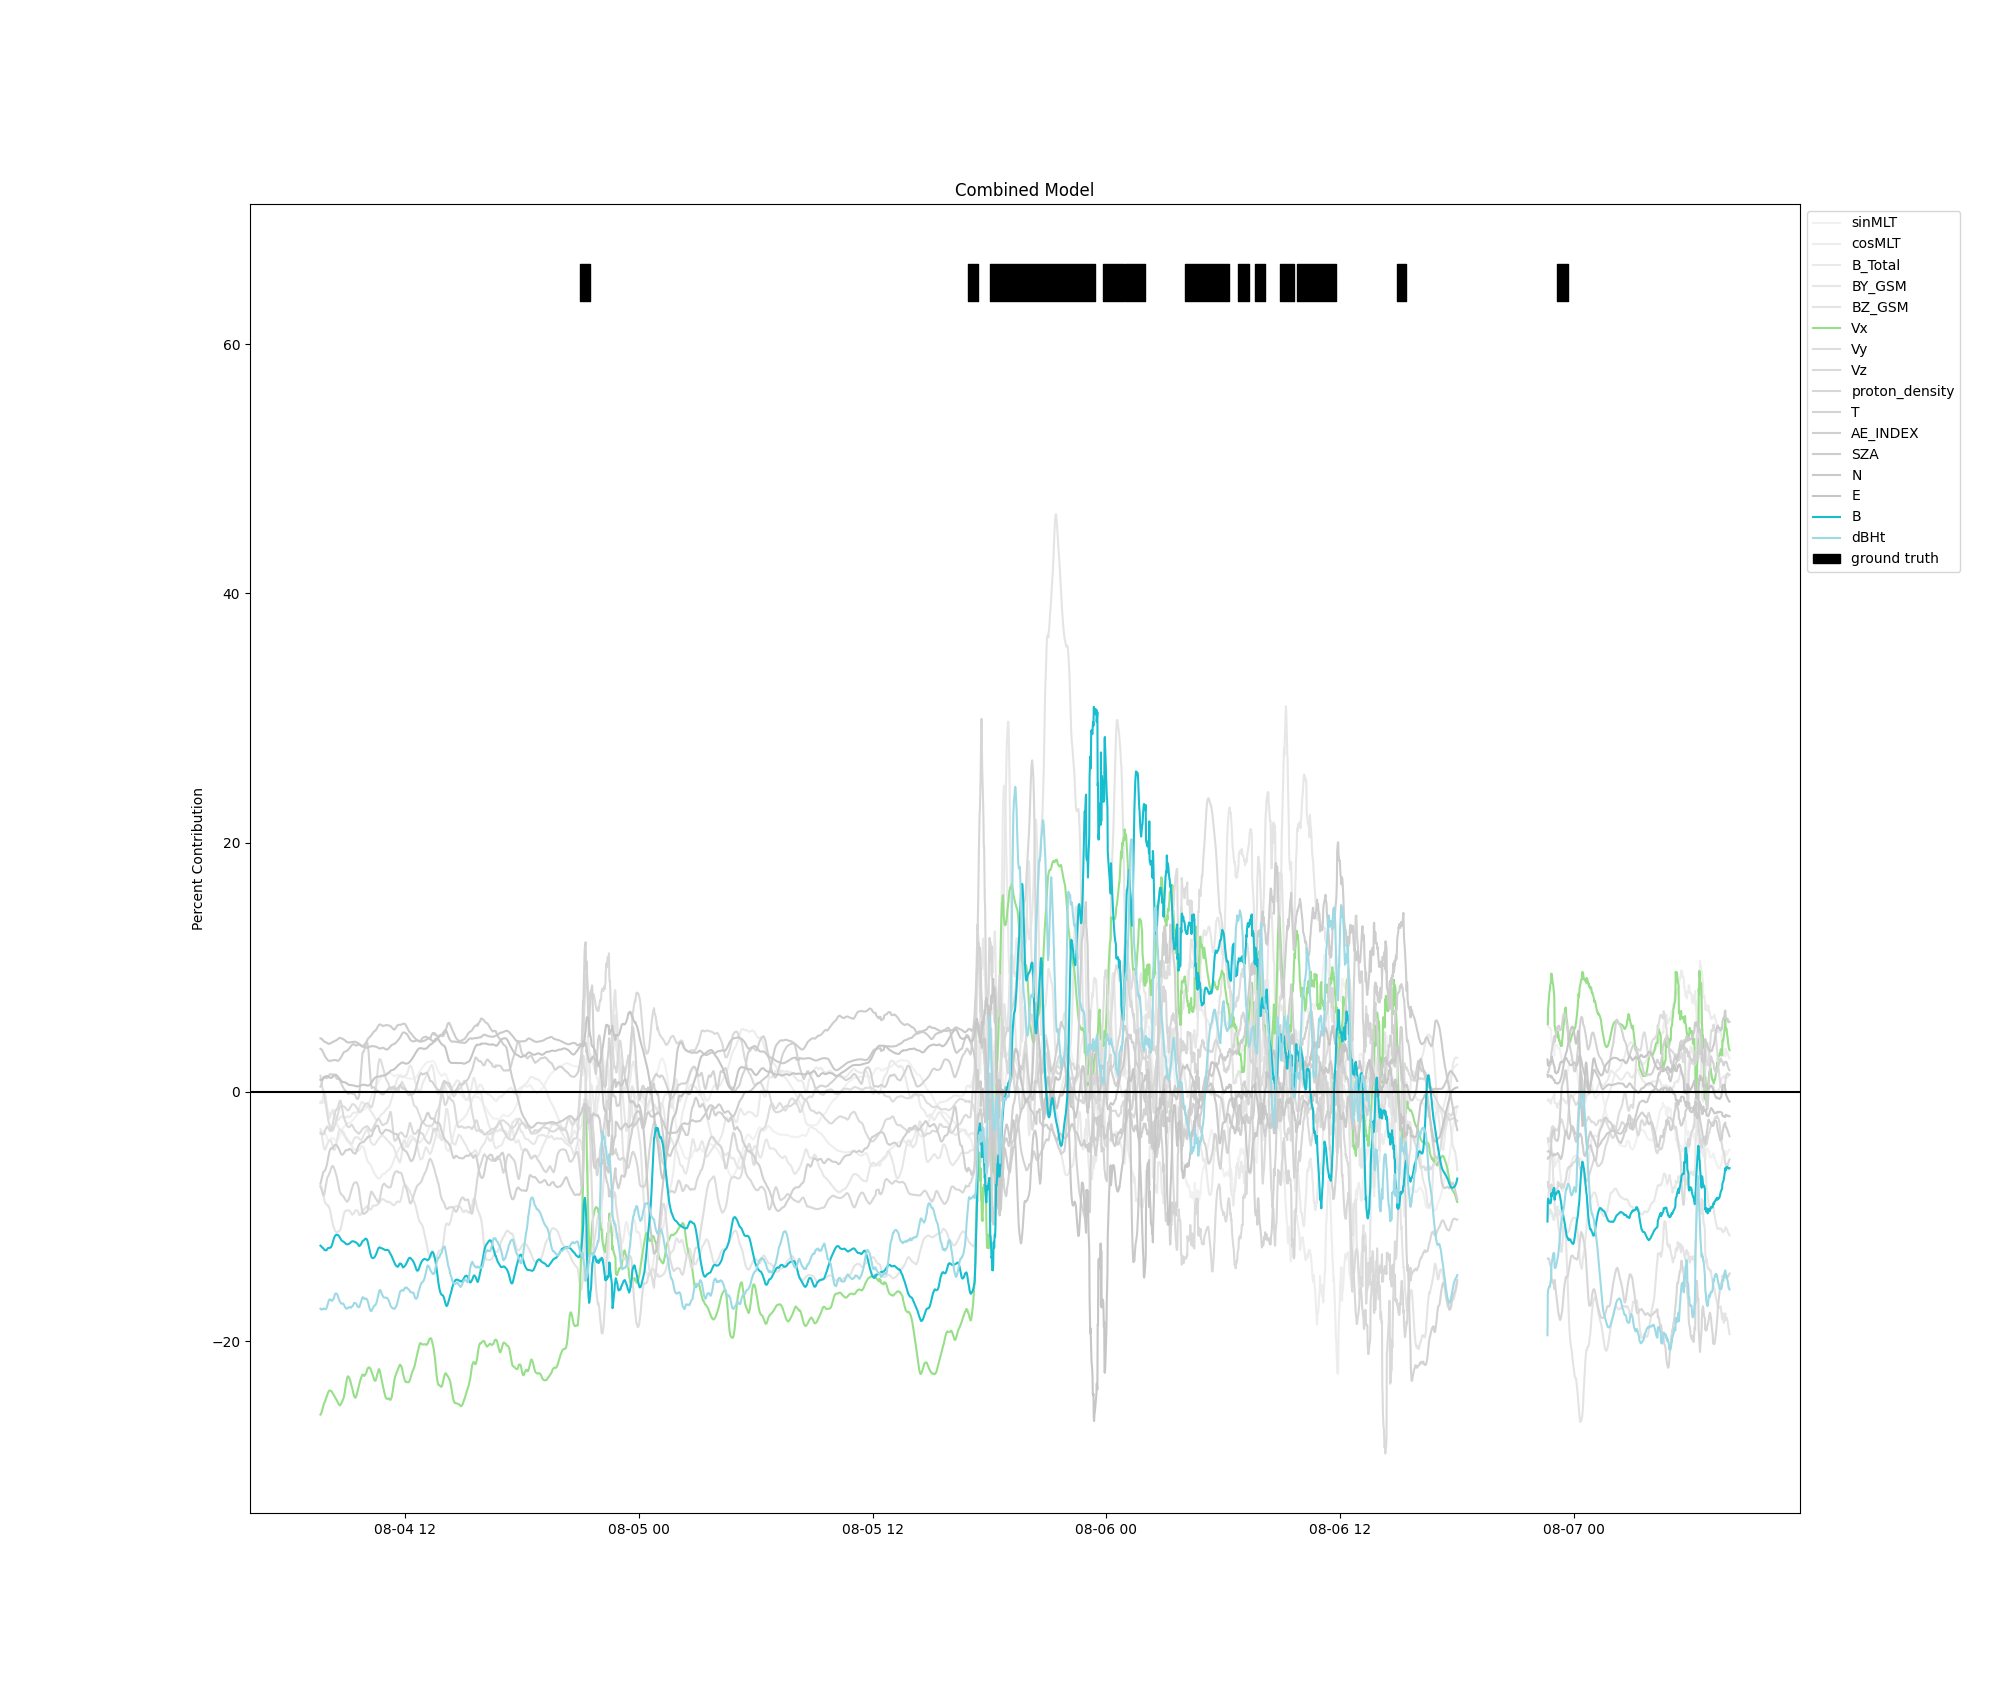 Combined Model
sinMLT
cosMLT
B_Total
BY_GSM
BZ_GSM
Vx
Vy
Vz
proton_density
T
AE_INDEX
SZA
N
E
B
dBHt
ground truth
Percent Contribution
60
40
20
0
−20
08-04 12
08-05 00
08-05 12
08-06 00
08-06 12
08-07 00